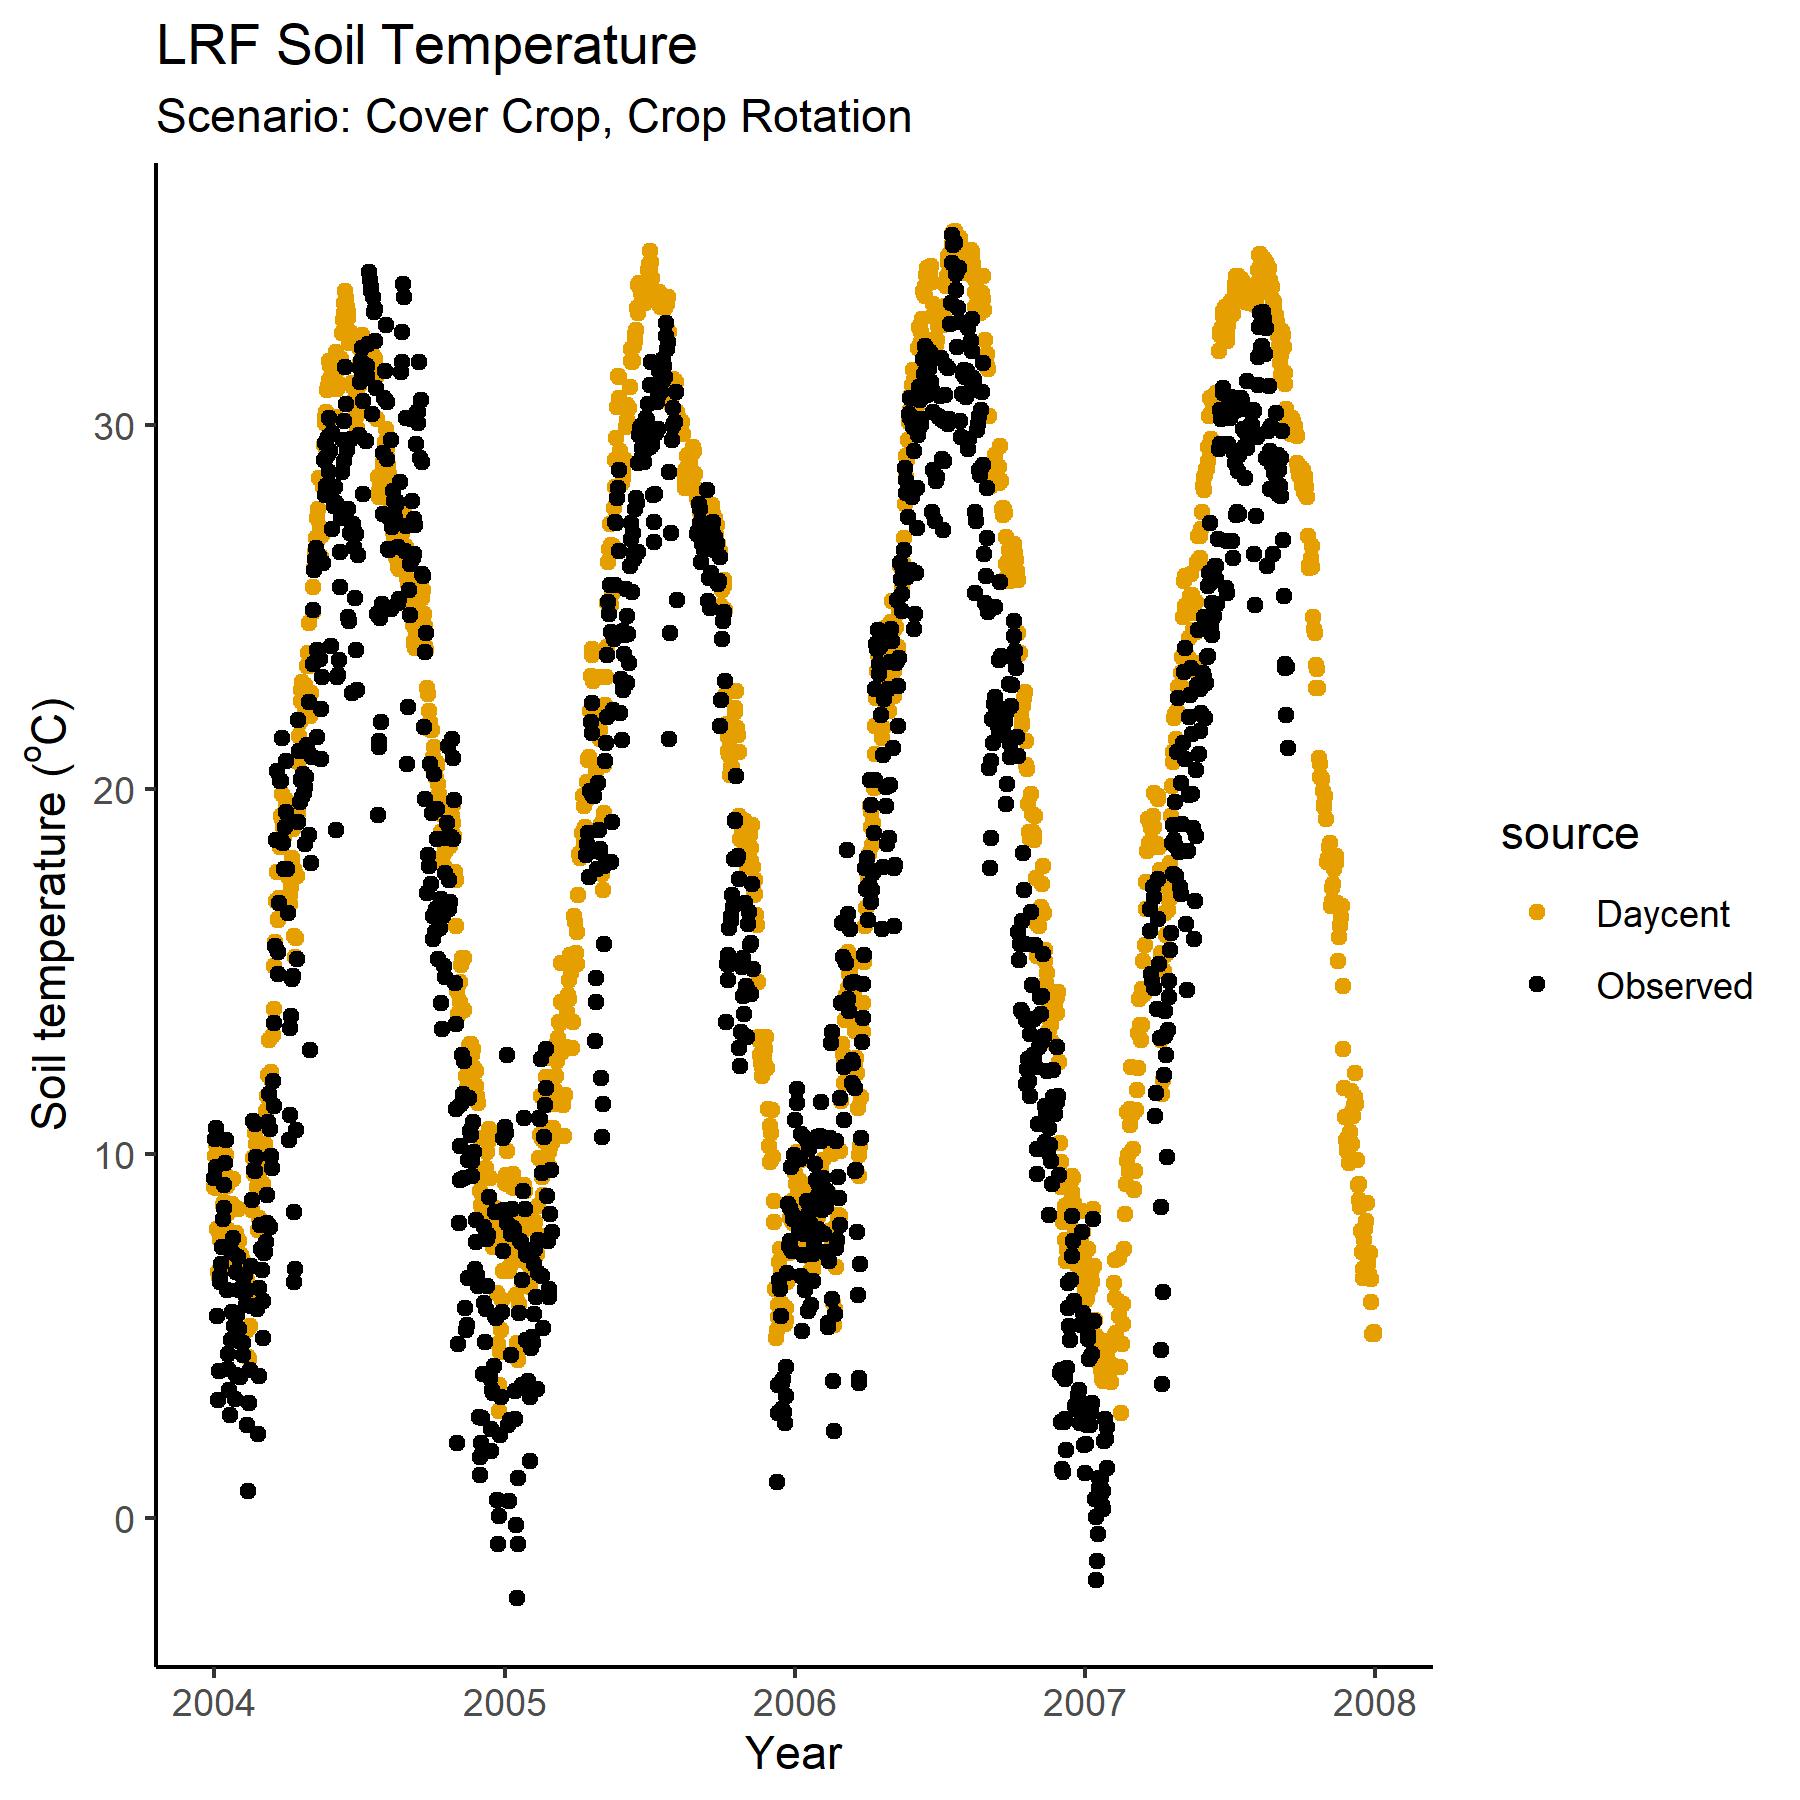 LRF Soil Temperature
Scenario: Cover Crop, Crop Rotation
Soil temperature (°C)
30
20
10
0
2004 2005 2006 2007 2008
Year
source
Daycent
Observed